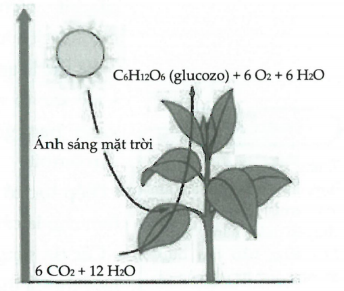 C6H12O6 (glucozo) + 6 O2 + 6 H2O
Ánh sáng mặt trời
6 CO2 + 12 H2O